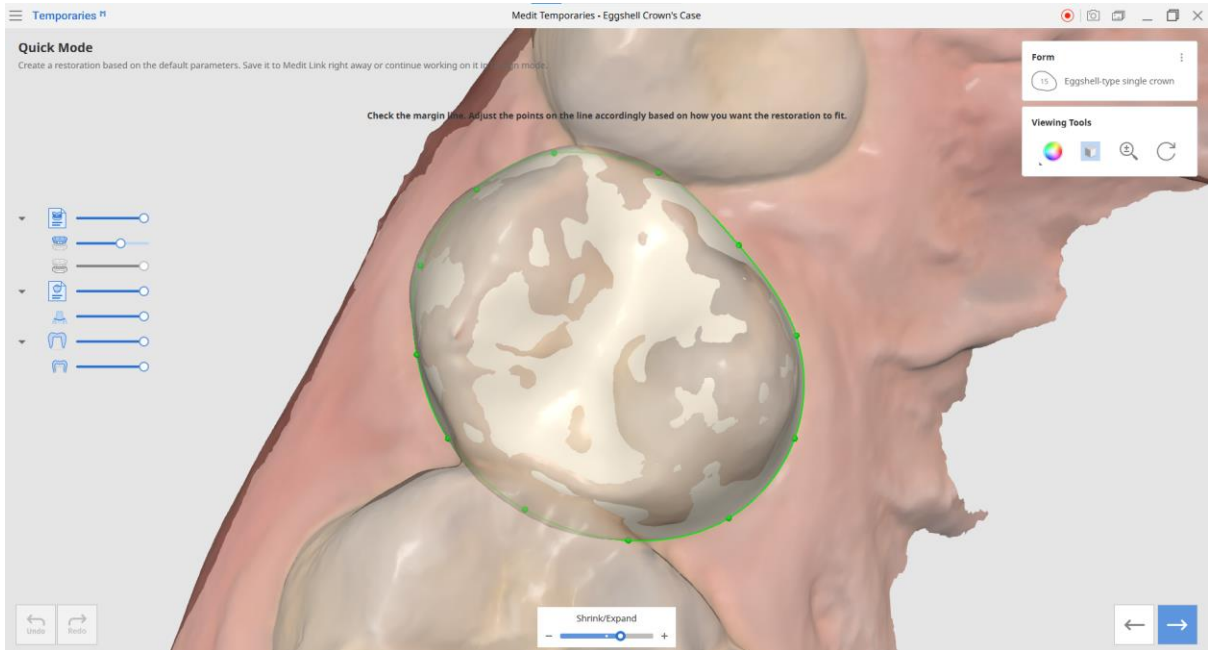 Temporaries M
Medit Temporaries • Eggshell Crown's Case
Quick Mode
Create a restoration based on the default parameters. Save it to Medit Link right away or continue working on it in mode.
Check the margin line. Adjust the points on the line accordingly based on how you want the restoration to fit.
Form
15
Eggshell-type single crown
Viewing Tools
Shrink/Expand
Undo
Redo